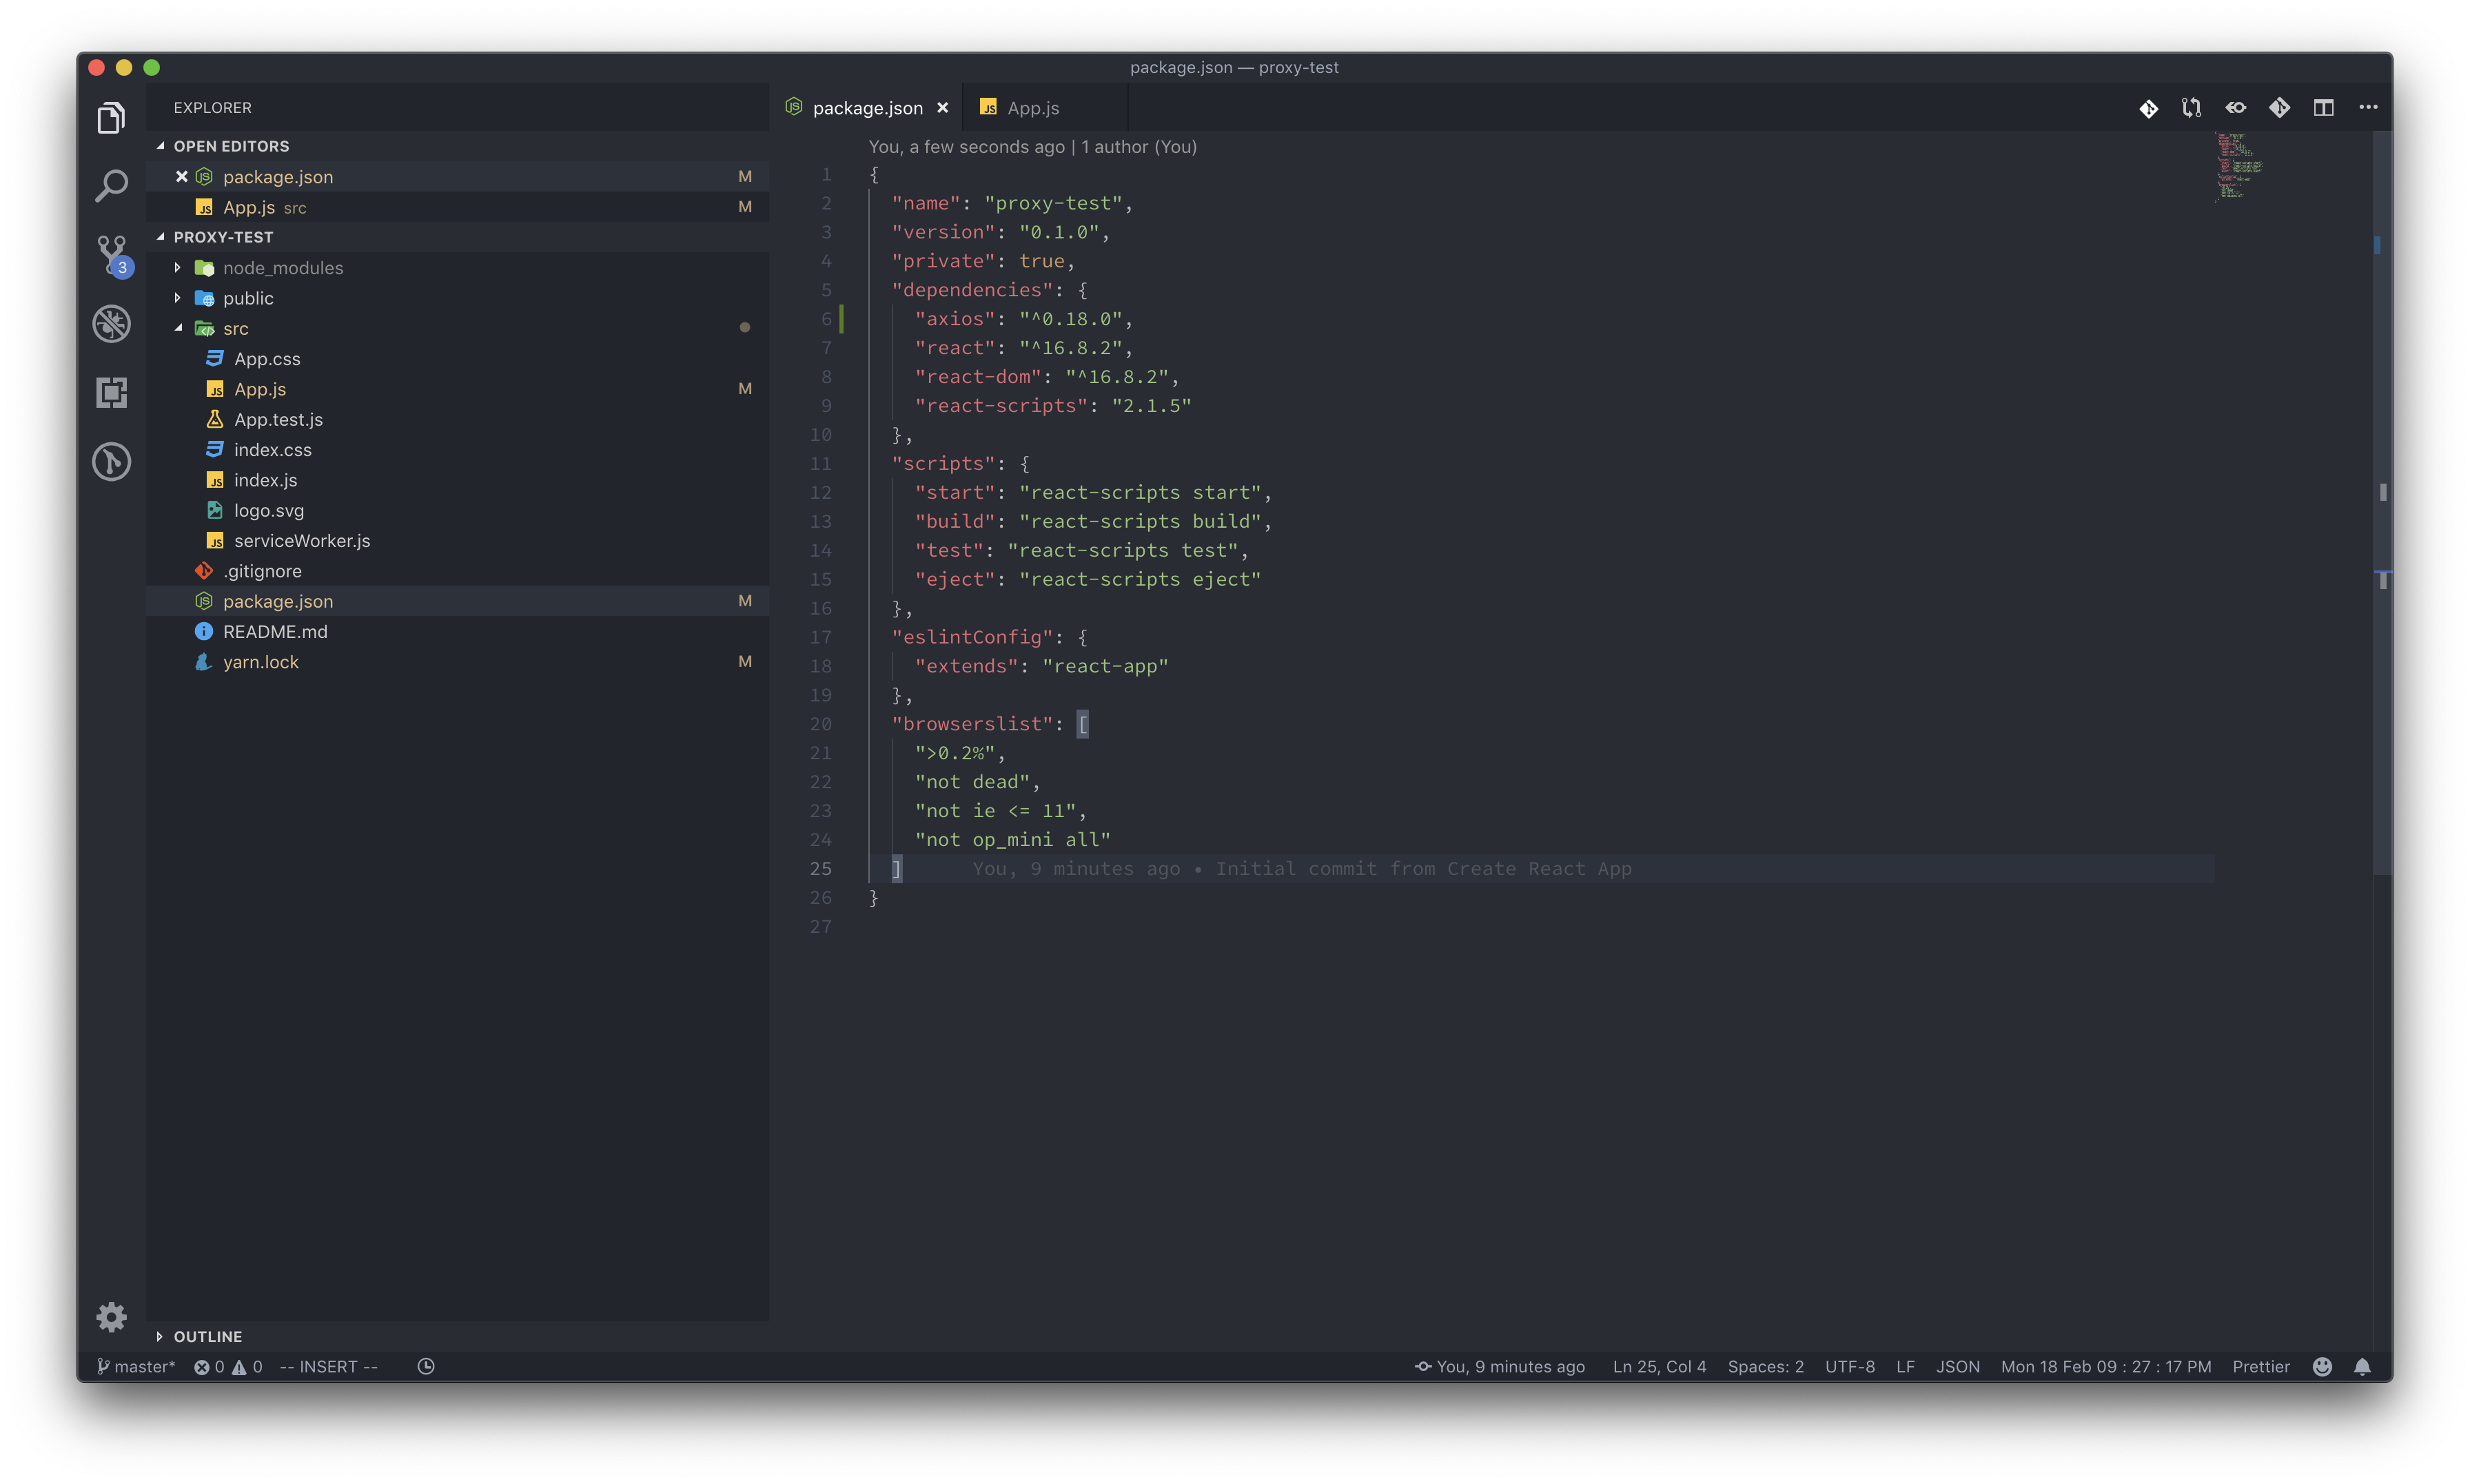 package.json — proxy-test
EXPLORER
OPEN EDITORS
package.json M
App.js src M
PROXY-TEST
node_modules
public
src
App.css
App.js M
App.test.js
index.css
index.js
logo.svg
serviceWorker.js
.gitignore
package.json M
README.md
yarn.lock M
OUTLINE
3
package.json App.js
You, a few seconds ago | 1 author (You)
1 {
2 "name": "proxy-test",
3 "version": "0.1.0",
4 "private": true,
5 "dependencies": {
6 "axios": "^0.18.0",
7 "react": "^16.8.2",
8 "react-dom": "^16.8.2",
9 "react-scripts": "2.1.5"
10 },
11 "scripts": {
12 "start": "react-scripts start",
13 "build": "react-scripts build",
14 "test": "react-scripts test",
15 "eject": "react-scripts eject"
16 },
17 "eslintConfig": {
18 "extends": "react-app"
19 },
20 "browserslist": [
21 ">0.2%",
22 "not dead",
23 "not ie <= 11",
24 "not op_mini all"
25 ] You, 9 minutes ago • Initial commit from Create React App
26 }
27
master* 0 0 -- INSERT -- You, 9 minutes ago Ln 25, Col 4 Spaces: 2 UTF-8 LF JSON Mon 18 Feb 09 : 27 : 17 PM Prettier